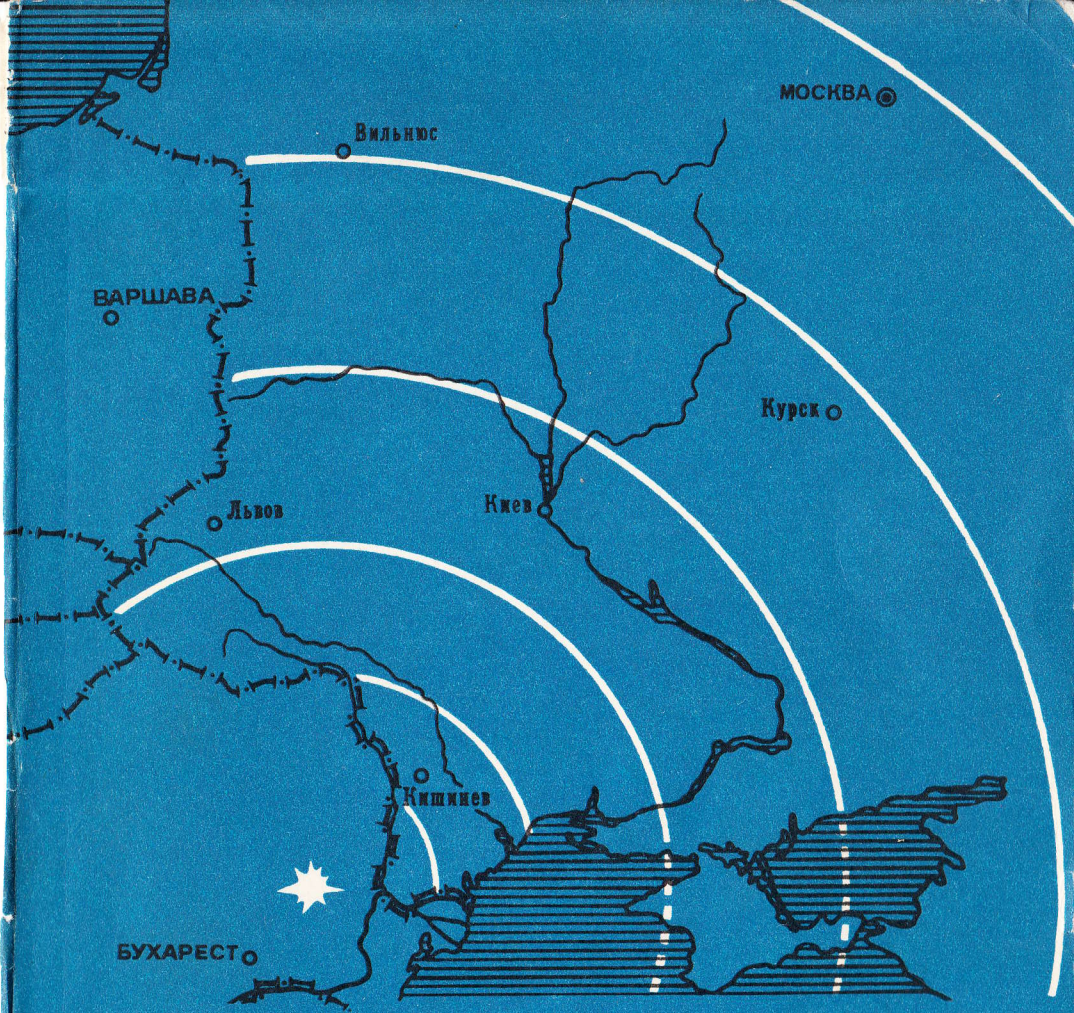 МОСКВА
Вильнюс
ВАРШАВА
Курск
Киев
Львов
Кишинев
БУХАРЕСТ